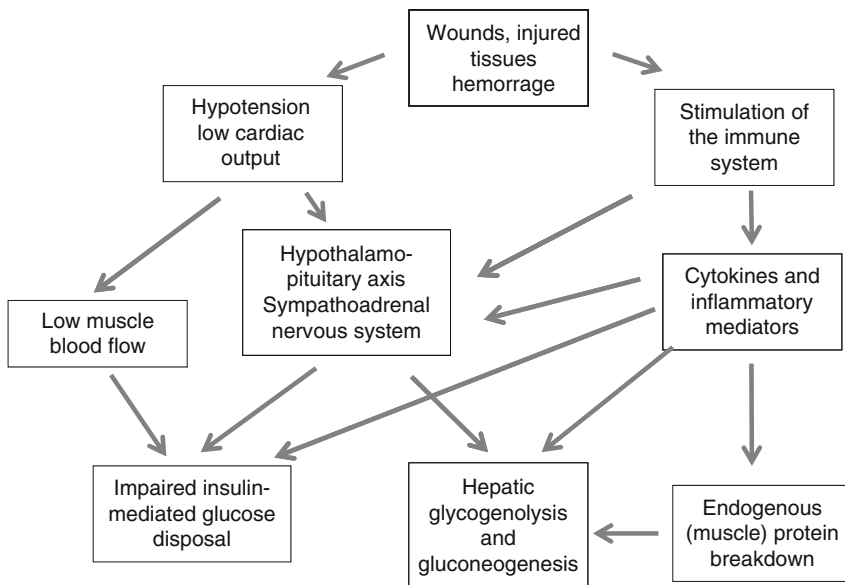 Wounds, injured
tissues
hemorrage
Hypotension
low cardiac
output
Stimulation of
the immune
system
Hypothalamo-
pituitary axis
Sympathoadrenal
nervous system
Cytokines and
inflammatory
mediators
Low muscle
blood flow
Impaired insulin-
mediated glucose
disposal
Hepatic
glycogenolysis
and
gluconeogenesis
Endogenous
(muscle) protein
breakdown